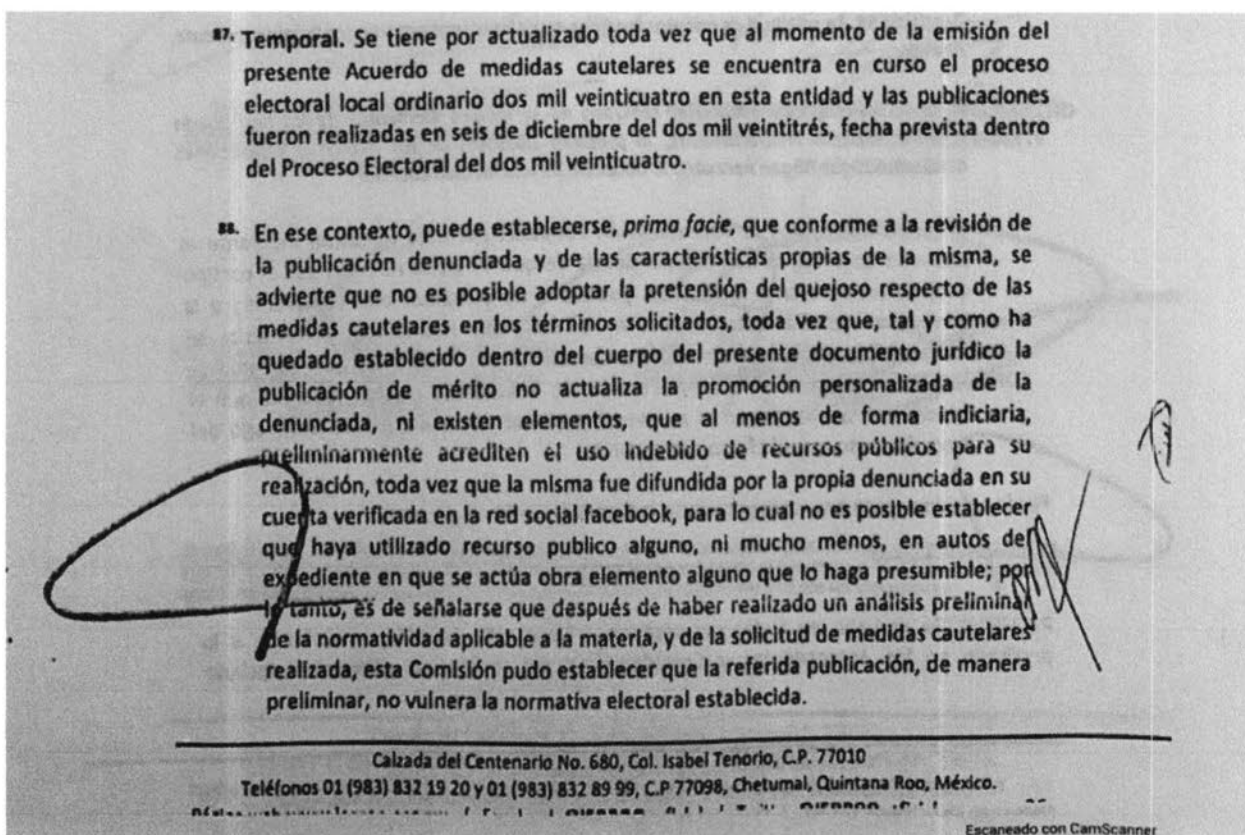 87. Temporal. Se tiene por actualizado toda vez que al momento de la emisión del
presente Acuerdo de medidas cautelares se encuentra en curso el proceso
electoral local ordinario dos mil veinticuatro en esta entidad y las publicaciones
fueron realizadas en seis de diciembre del dos mil veintitrés, fecha prevista dentro
del Proceso Electoral del dos mil veinticuatro.
88. En ese contexto, puede establecerse, prima facie, que conforme a la revisión de
la publicación denunciada y de las características propias de la misma, se
advierte que no es posible adoptar la pretensión del quejoso respecto de las
medidas cautelares en los términos solicitados, toda vez que, tal y como ha
quedado establecido dentro del cuerpo del presente documento jurídico la
publicación de mérito no actualiza la promoción personalizada de la
denunciada, ni existen elementos, que al menos de forma indiciaria,
preliminarmente acrediten el uso indebido de recursos públicos para su
realización, toda vez que la misma fue difundida por la propia denunciada en su
cuenta verificada en la red social facebook, para lo cual no es posible establecer
que haya utilizado recurso publico alguno, ni mucho menos, en autos del
expediente en que se actúa obra elemento alguno que lo haga presumible; por
lo tanto, es de señalarse que después de haber realizado un análisis preliminar
de la normatividad aplicable a la materia, y de la solicitud de medidas cautelares
realizada, esta Comisión pudo establecer que la referida publicación, de manera
preliminar, no vulnera la normativa electoral establecida.
Calzada del Centenario No. 680, Col. Isabel Tenorio, C.P. 77010
Teléfonos 01 (983) 832 19 20 y 01 (983) 832 89 99, C.P 77098, Chetumal, Quintana Roo, México.
Escaneado con CamScanner